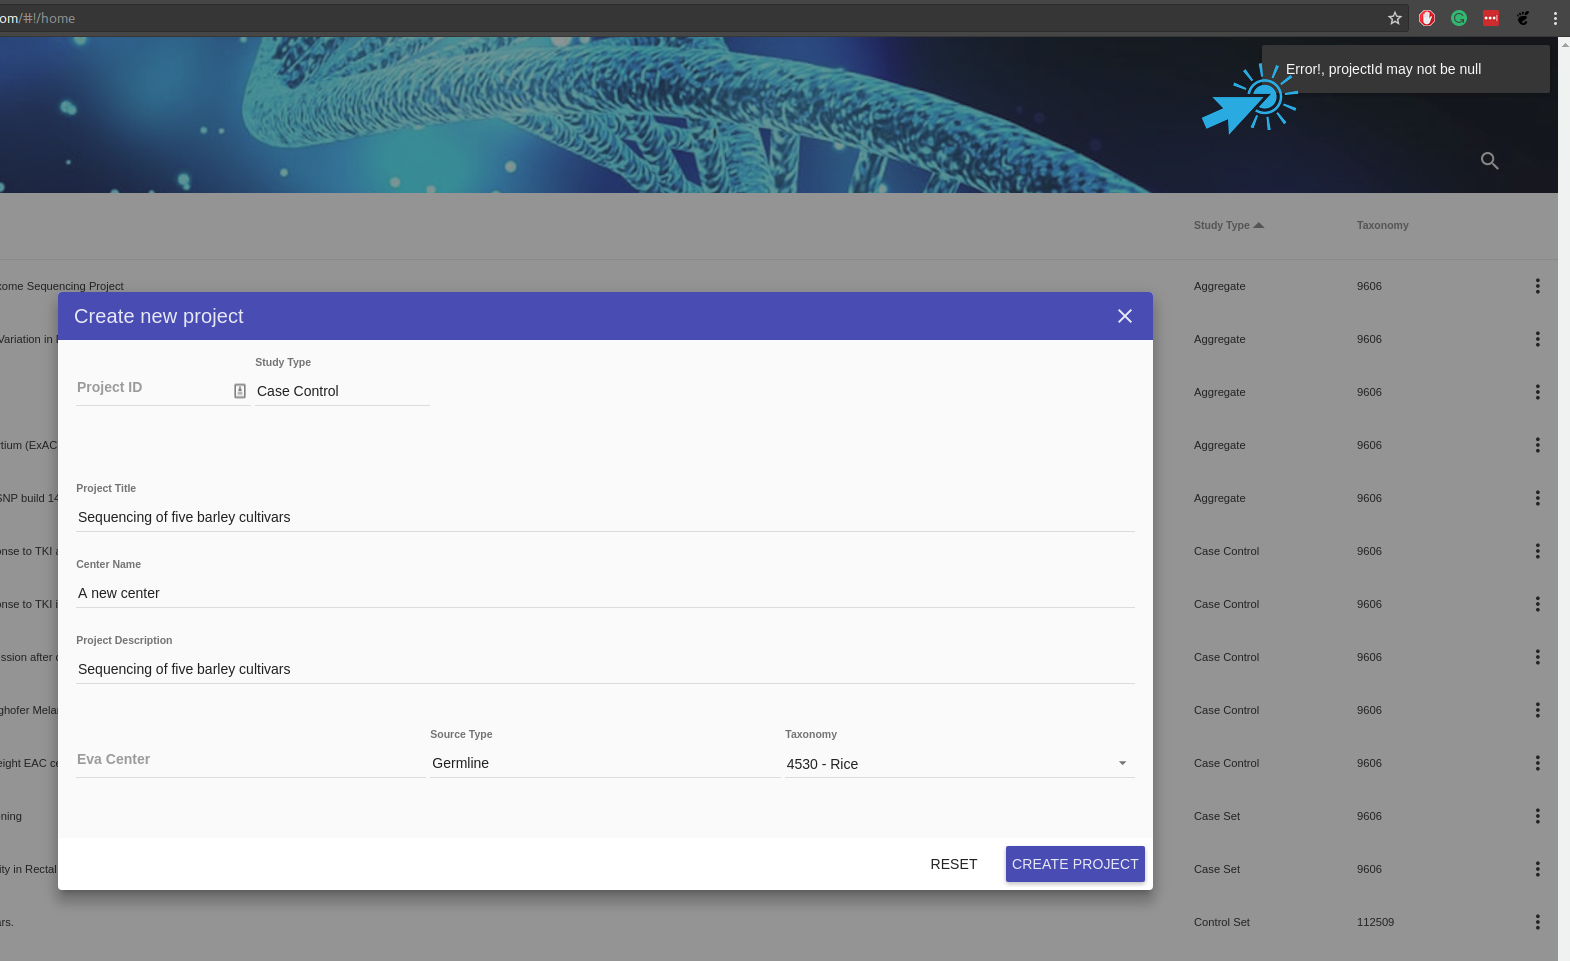 om/#!/home
Error!, projectId may not be null
Study Type
Taxonomy
ome Sequencing Project
Aggregate
9606
Variation in
Aggregate
9606
Aggregate
9606
tium (ExAC
Aggregate
9606
SNP build 14
Aggregate
9606
onse to TKI a
Case Control
9606
onse to TKI i
Case Control
9606
ssion after
Case Control
9606
ghofer Mela
Case Control
9606
eight EAC ce
Case Control
9606
ning
Case Set
9606
ity in Rectal
Case Set
9606
ars.
Control Set
112509
Create new project
Project ID
Study Type
Case Control
Project Title
Sequencing of five barley cultivars
Center Name
A new center
Project Description
Sequencing of five barley cultivars
Eva Center
Source Type
Germline
Taxonomy
4530 - Rice
RESET
CREATE PROJECT